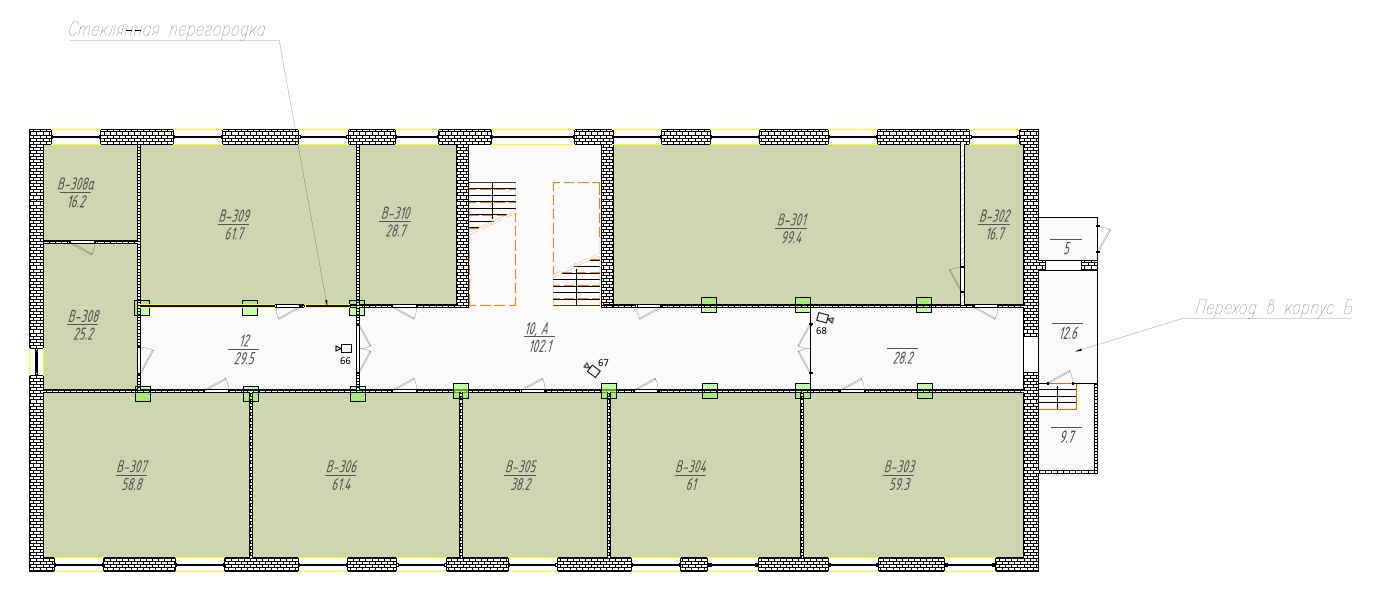 Стеклянная перегородка
В-308а
16.2
В-309
61.7
В-310
28.7
В-301
99.4
В-302
16.7
5
Переход в корпус Б
В-308
25.2
12
29.5
66
10, А
102.1
67
68
28.2
12.6
9.7
В-307
58.8
В-306
61.4
В-305
38.2
В-304
61
В-303
59.3